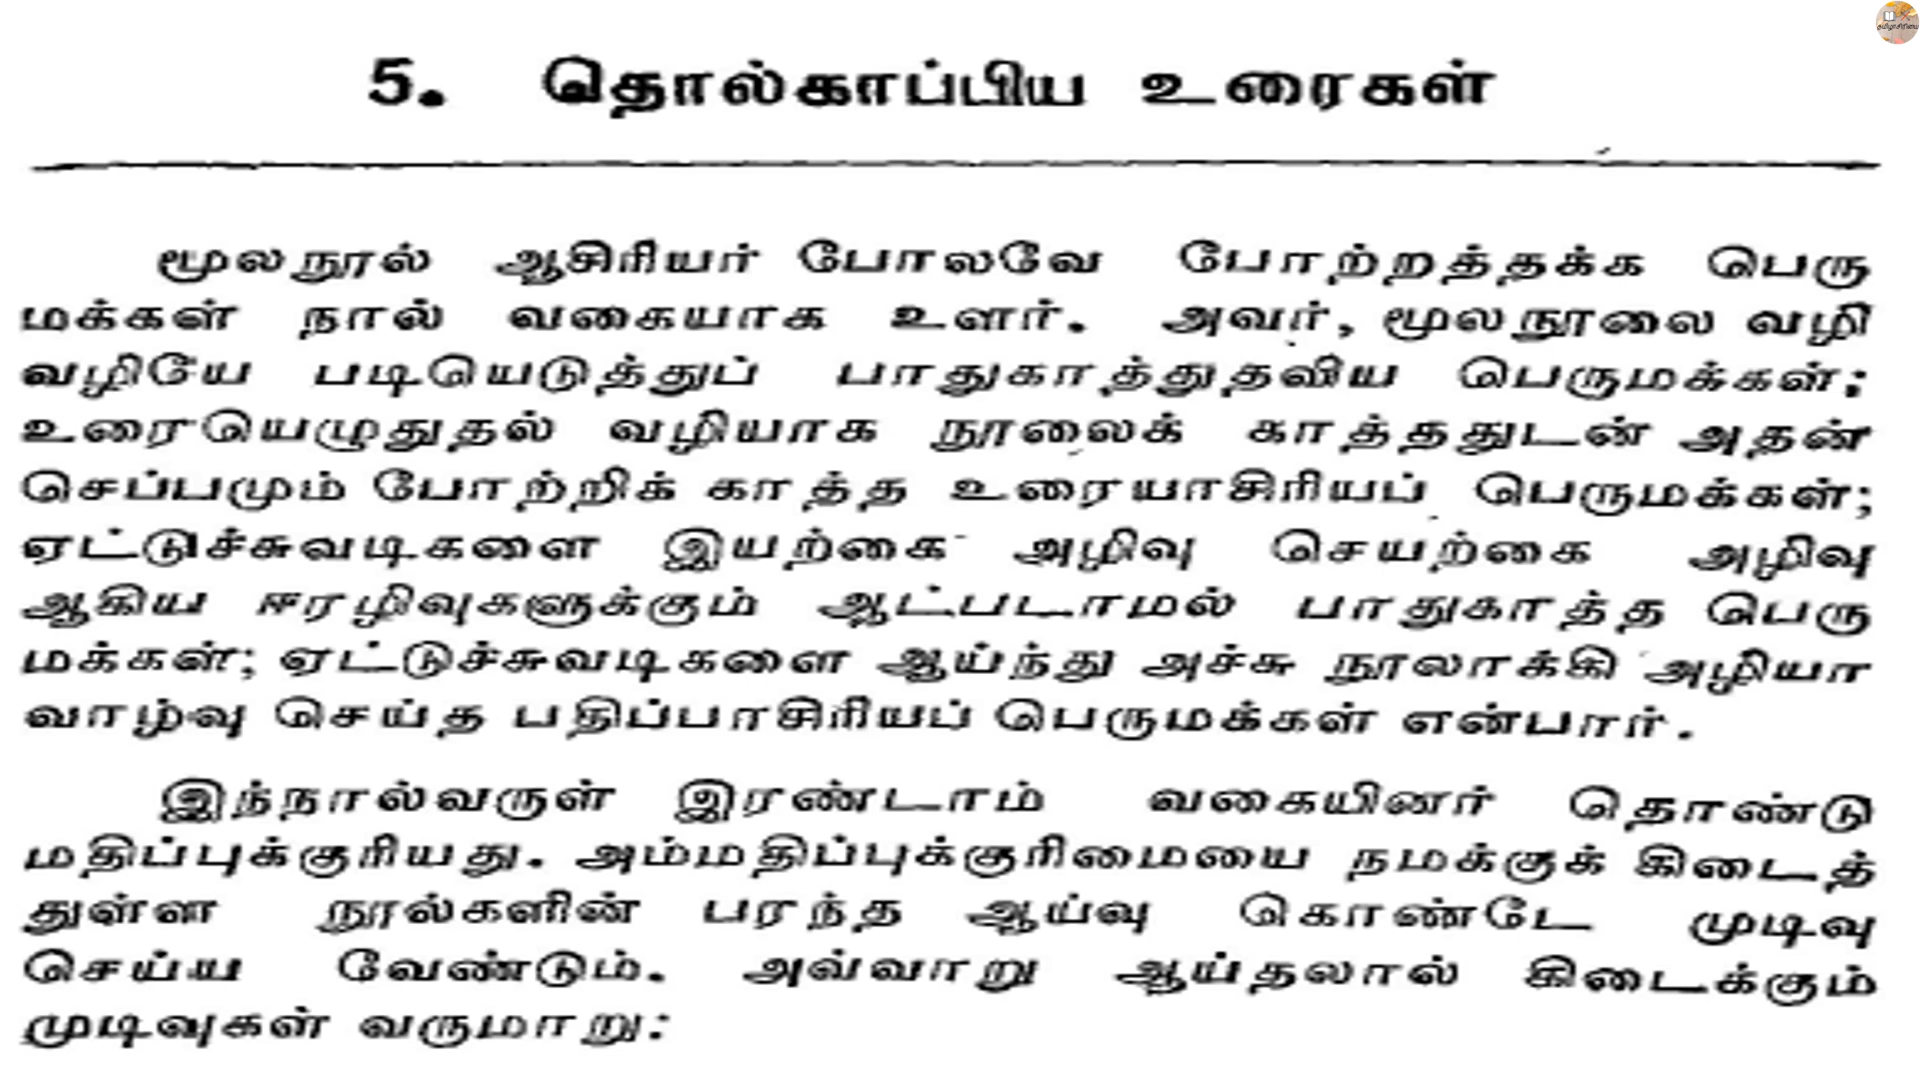 5. தொல்காப்பிய உரைகள்
மூலநூல் ஆசிரியர் போலவே போற்றத்தக்க பெரு
மக்கள் நால் வகையாக உளர். அவர், மூலநூலை வழி
வழியே படியெடுத்துப் பாதுகாத்துதவிய பெருமக்கள்;
உரையெழுதுதல் வழியாக நூலைக் காத்ததுடன் அதன்
செப்பமும் போற்றிக் காத்த உரையாசிரியப் பெருமக்கள்;
ஏட்டுச்சுவடிகளை இயற்கை அழிவு செயற்கை அழிவு
ஆகிய ஈரழிவுகளுக்கும் ஆட்படாமல் பாதுகாத்த பெரு
மக்கள்; ஏட்டுச்சுவடிகளை ஆய்ந்து அச்சு நூலாக்கி அழியா
வாழ்வு செய்த பதிப்பாசிரியப் பெருமக்கள் என்பார்.
இந்நால்வருள் இரண்டாம் வகையினர் தொண்டு
மதிப்புக்குரியது. அம்மதிப்புக்குரிமையை நமக்குக் கிடைத்
துள்ள நூல்களின் பரந்த ஆய்வு கொண்டே முடிவு
செய்ய வேண்டும். அவ்வாறு ஆய்தலால் கிடைக்கும்
முடிவுகள் வருமாறு: